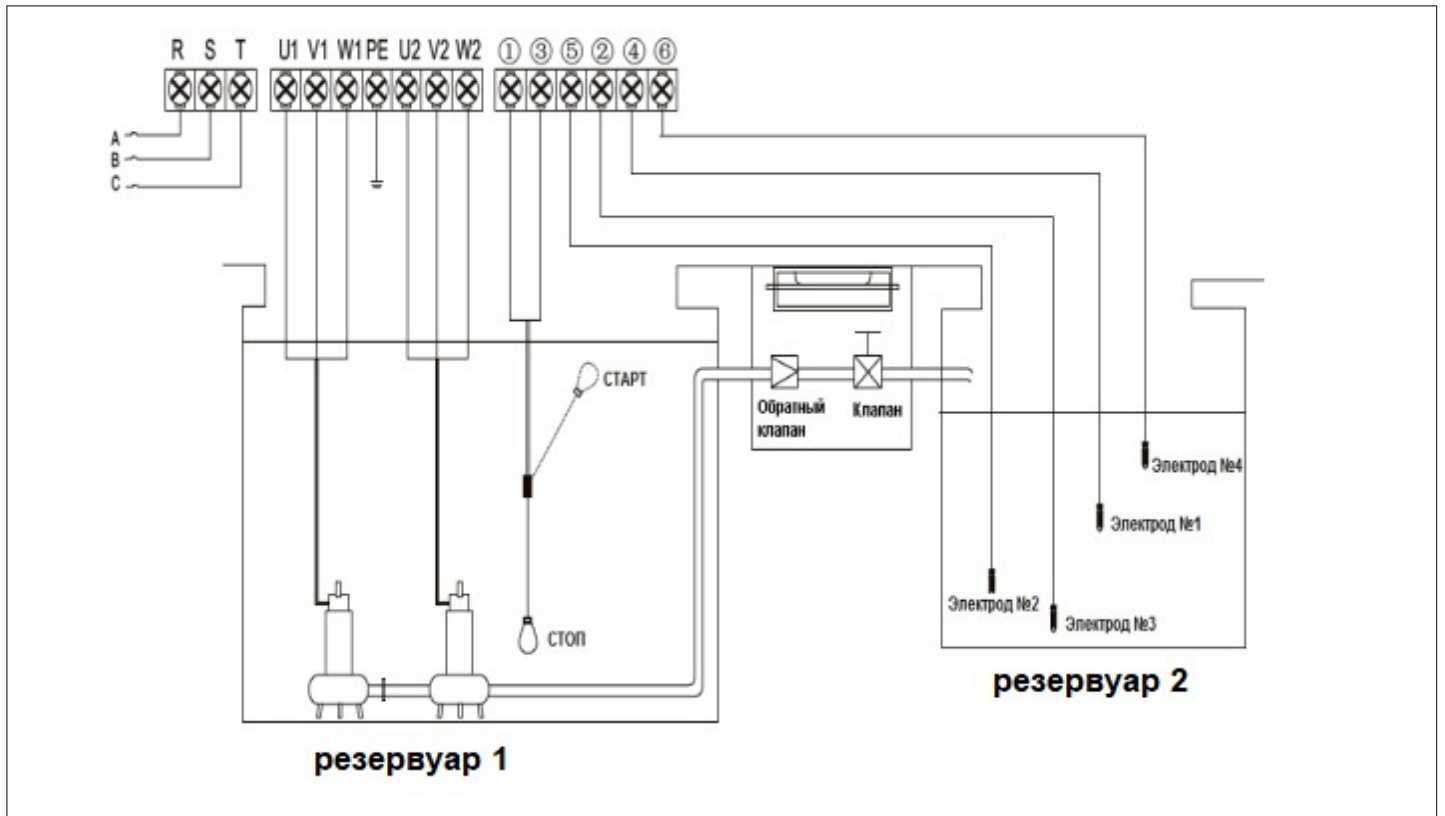 R S T U1 V1 W1 PE U2 V2 W2 ① ③ ⑤ ② ④ ⑥
A
B
C
СТАРТ
Обратный
клапан
Клапан
Электрод №4
Электрод №1
Электрод №2
Электрод №3
СТОП
резервуар 2
резервуар 1